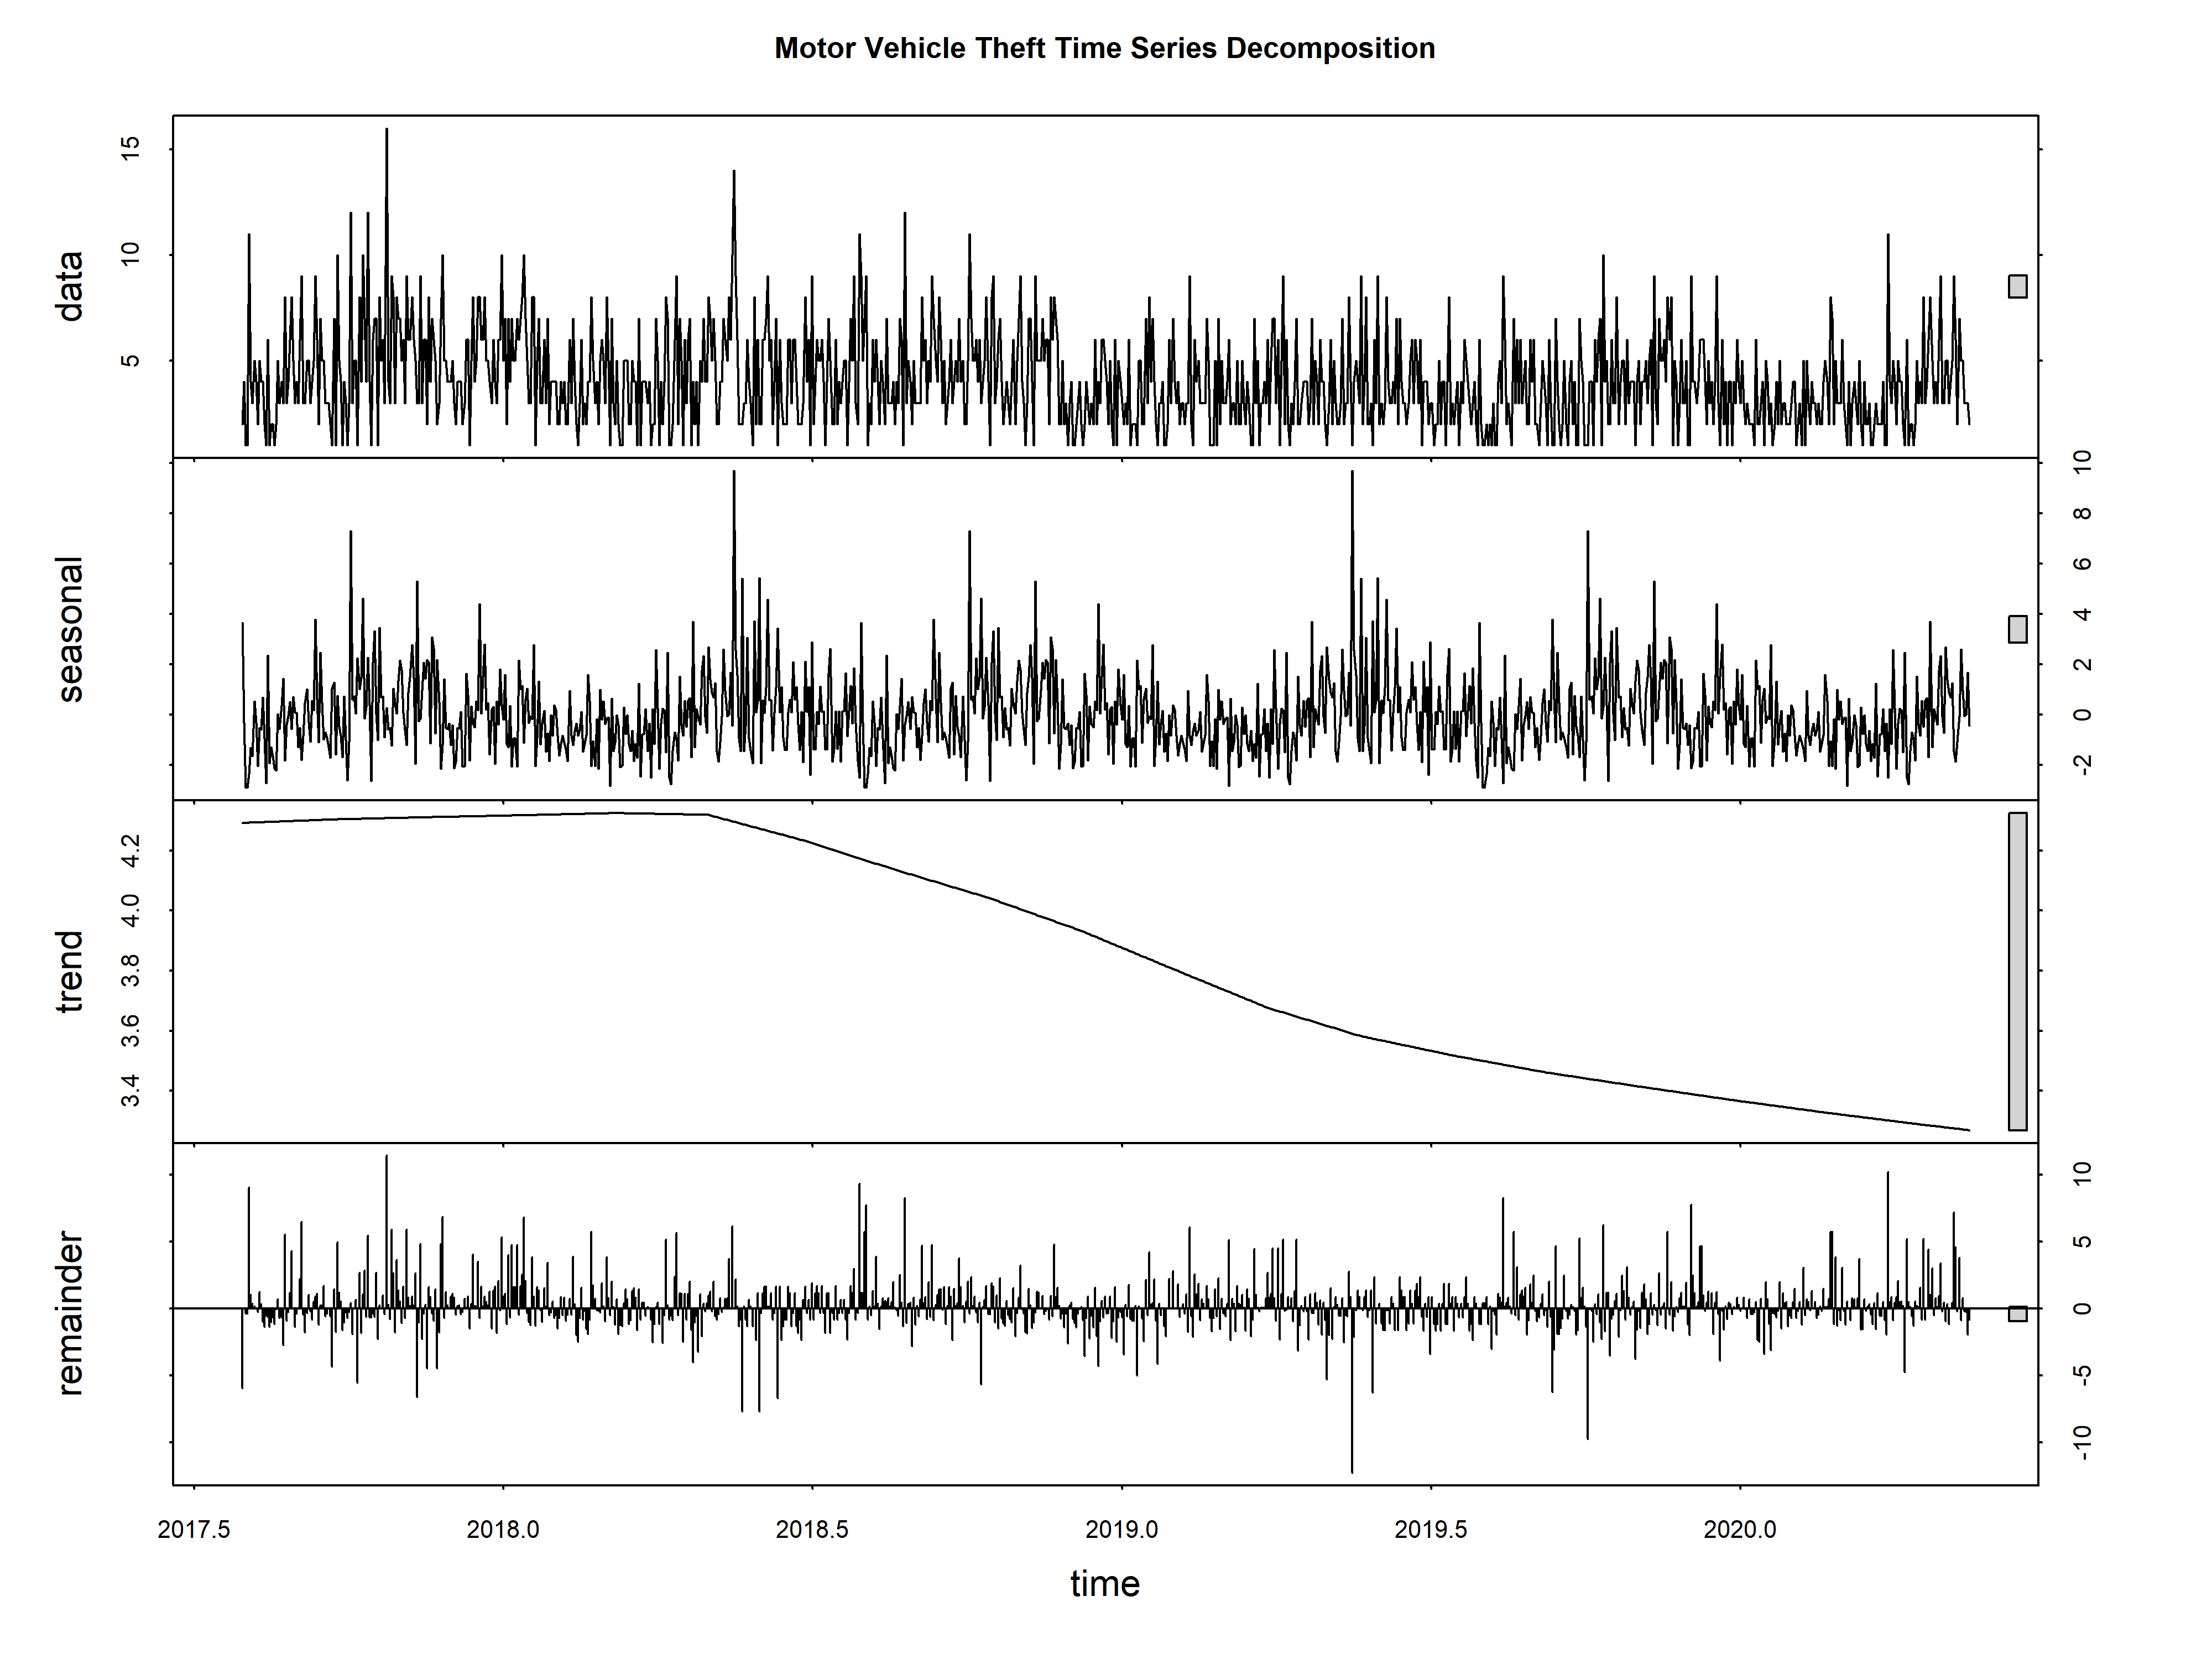 Motor Vehicle Theft Time Series Decomposition
data
5 10 15
seasonal
-2 0 2 4 6 8 10
trend
3.4 3.6 3.8 4.0 4.2
remainder
-10 -5 0 5 10
2017.5 2018.0 2018.5 2019.0 2019.5 2020.0
time